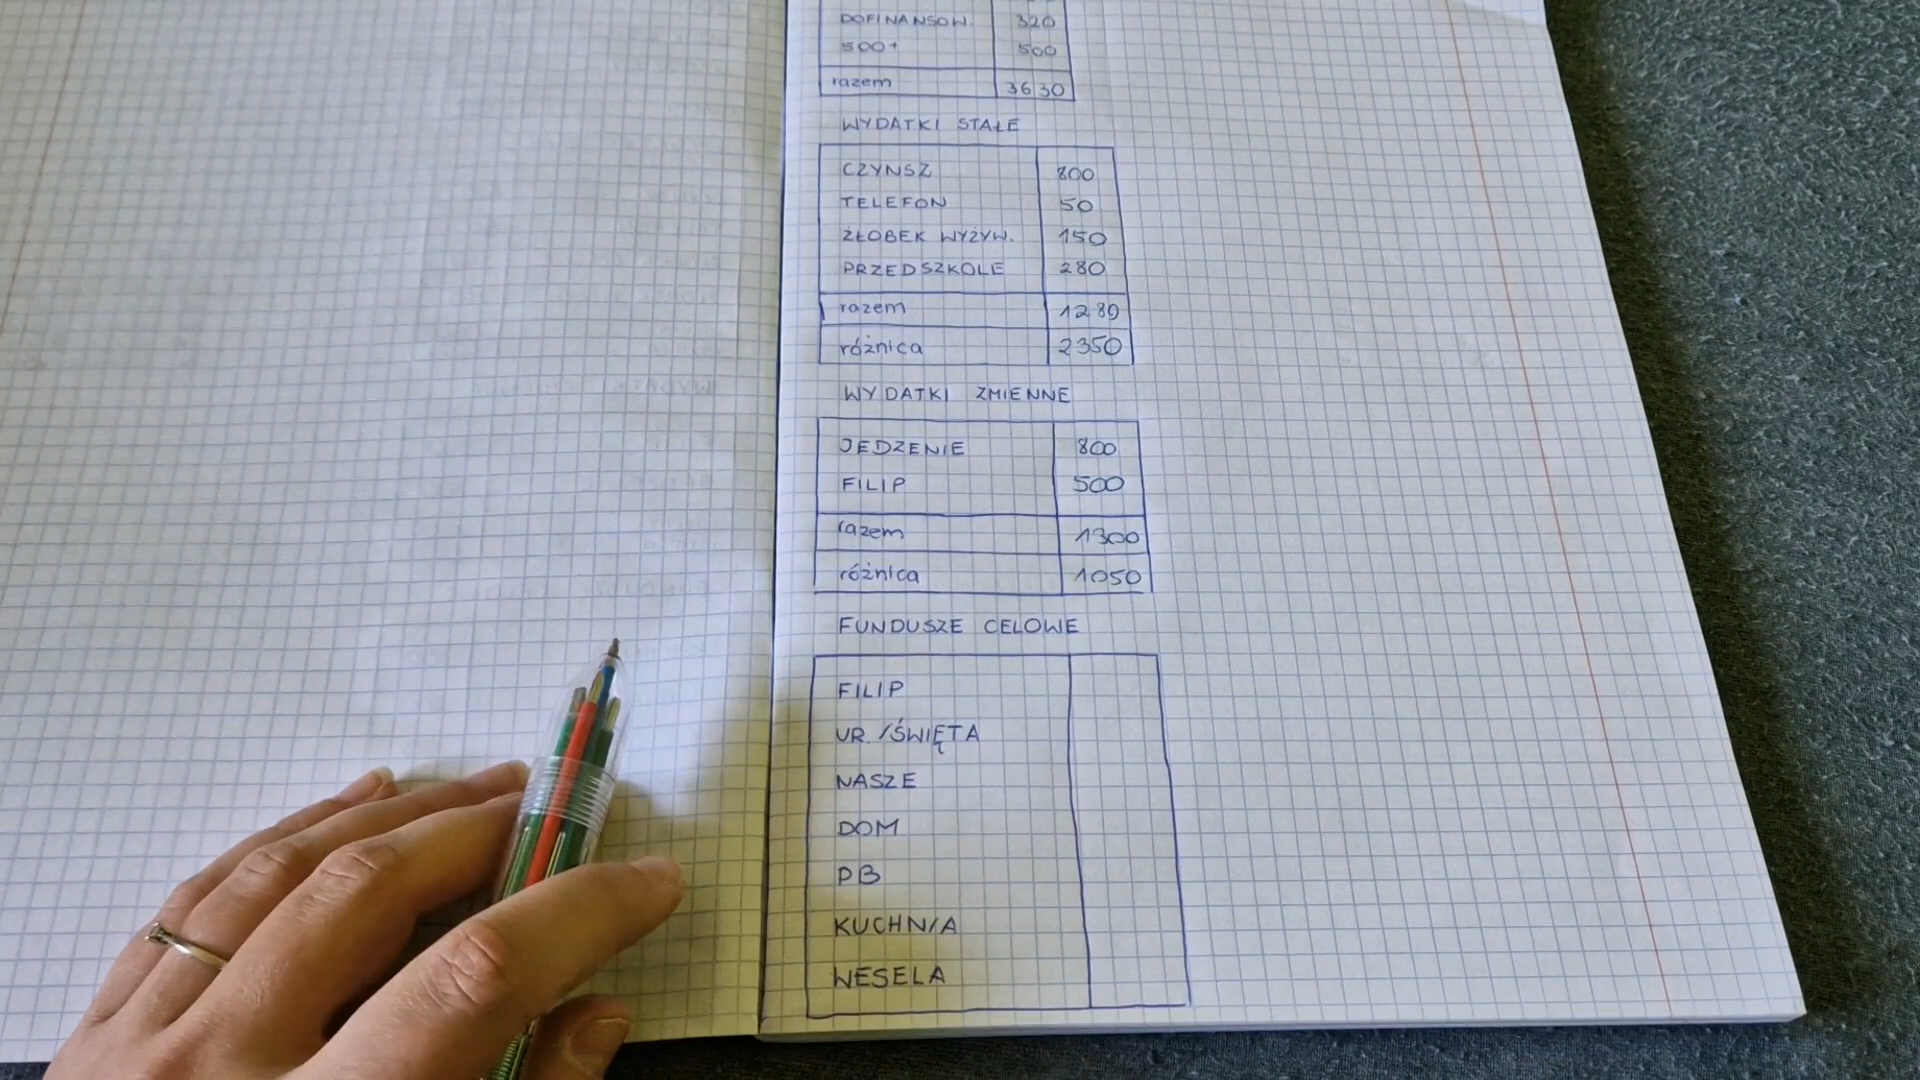 DOFINANSOW. 320
500+ 500
razem 3630
WYDATKI STAŁE
CZYNSZ 800
TELEFON 50
ŻŁOBEK WYŻYW. 150
PRZEDSZKOLE 280
razem 1280
różnica 2350
WYDATKI ZMIENNE
JEDZENIE 800
FILIP 500
razem 1300
różnica 1050
FUNDUSZE CELOWE
FILIP
UR./ŚWIĘTA
NASZE
DOM
PB
KUCHNIA
WESELA